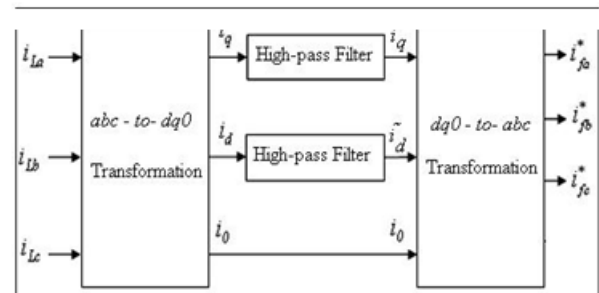 i_q High-pass Filter i_q
i_La i*_fa
abc - to- dq0 dq0 - to- abc
i_d ĩ_d i*_fb
i_Lb High-pass Filter
Transformation Transformation
i*_fc
i_Lc i_0 i_0